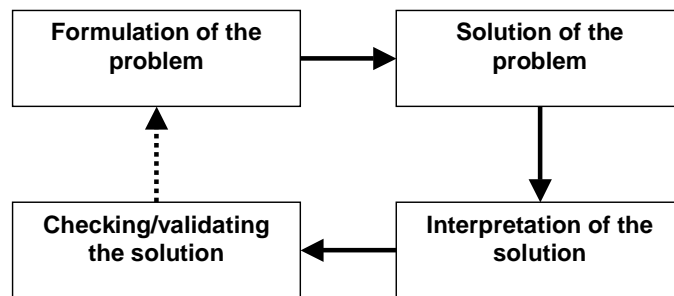 Formulation of the
problem
Solution of the
problem
Checking/validating
the solution
Interpretation of the
solution